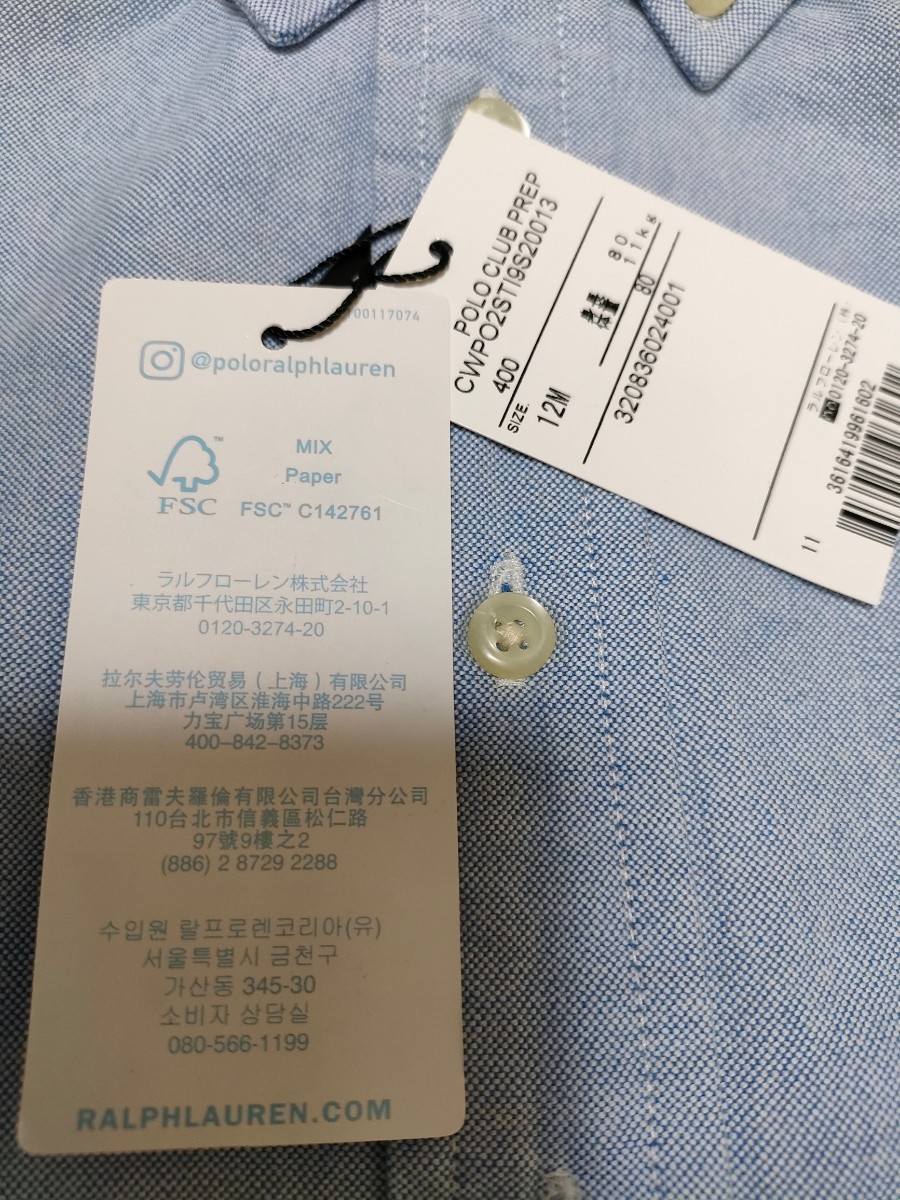 00117074
@poloralphlauren
MIX
Paper
FSC™ C142761
FSC
ラルフローレン株式会社
東京都千代田区永田町2-10-1
0120-3274-20
拉尔夫劳伦贸易（上海）有限公司
上海市卢湾区淮海中路222号
力宝广场第15层
400-842-8373
香港商雷夫羅倫有限公司台灣分公司
110台北市信義區松仁路
97號9樓之2
(886) 2 8729 2288
수입원 랄프로렌코리아(유)
서울특별시 금천구
가산동 345-30
소비자 상담실
080-566-1199
RALPHLAUREN.COM
POLO CLUB PREP
CWPO2STI9S20013
400
SIZE.
12M
80
11kg
80
320836024001
ラルフローレン（株）
0120-3274-20
3616419961602
11